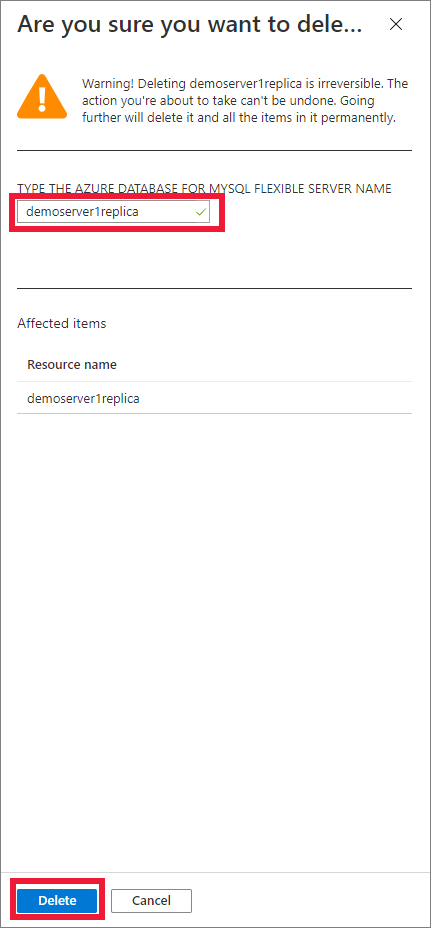 Are you sure you want to dele...
Warning! Deleting demoserver1replica is irreversible. The
action you're about to take can't be undone. Going
further will delete it and all the items in it permanently.
TYPE THE AZURE DATABASE FOR MYSQL FLEXIBLE SERVER NAME
demoserver1replica
Affected items
Resource name
demoserver1replica
Delete Cancel